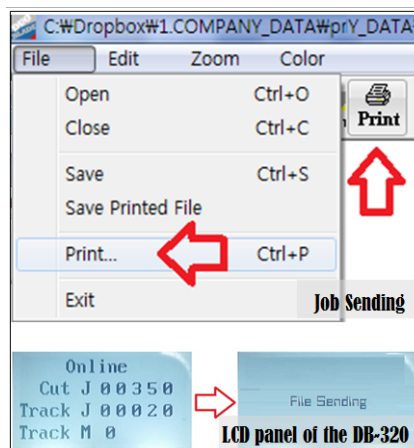 C:₩Dropbox₩1.COMPANY_DATA₩prY_DATA
File Edit Zoom Color
Open Ctrl+O
Close Ctrl+C
Print
Save Ctrl+S
Save Printed File
Print... Ctrl+P
Exit
Job Sending
Online
Cut J 00350
Track J 00020
Track M 0
File Sending
LCD panel of the DB-320